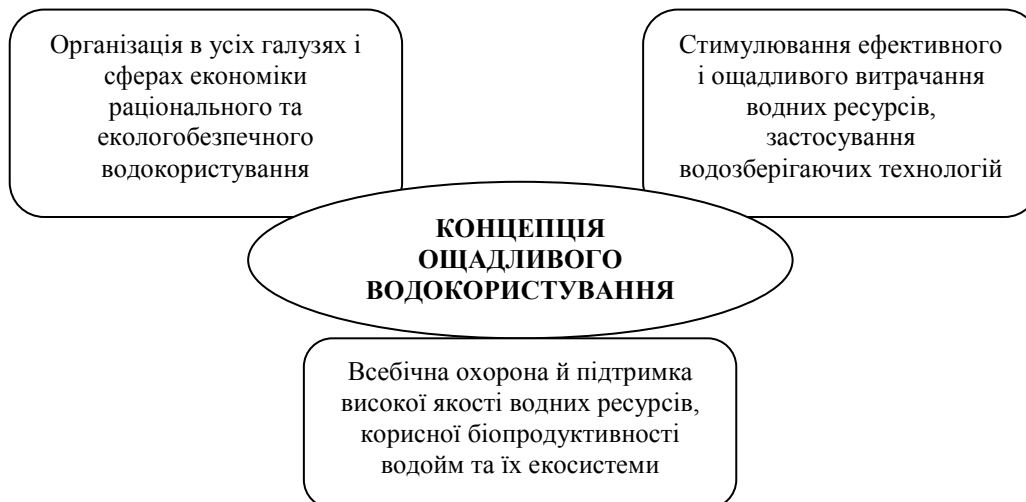 Організація в усіх галузях і
сферах економіки
раціонального та
екологобезпечного
водокористування
Стимулювання ефективного
і ощадливого витрачання
водних ресурсів,
застосування
водозберігаючих технологій
КОНЦЕПЦІЯ
ОЩАДЛИВОГО
ВОДОКОРИСТУВАННЯ
Всебічна охорона й підтримка
високої якості водних ресурсів,
корисної біопродуктивності
водойм та їх екосистеми